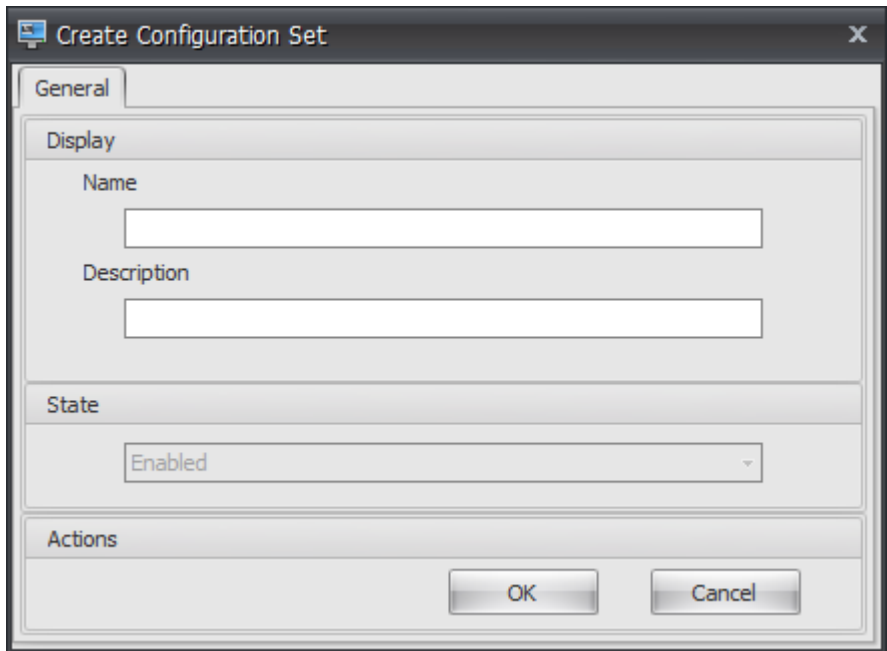 Create Configuration Set
General
Display
Name
Description
State
Enabled
Actions
OK Cancel